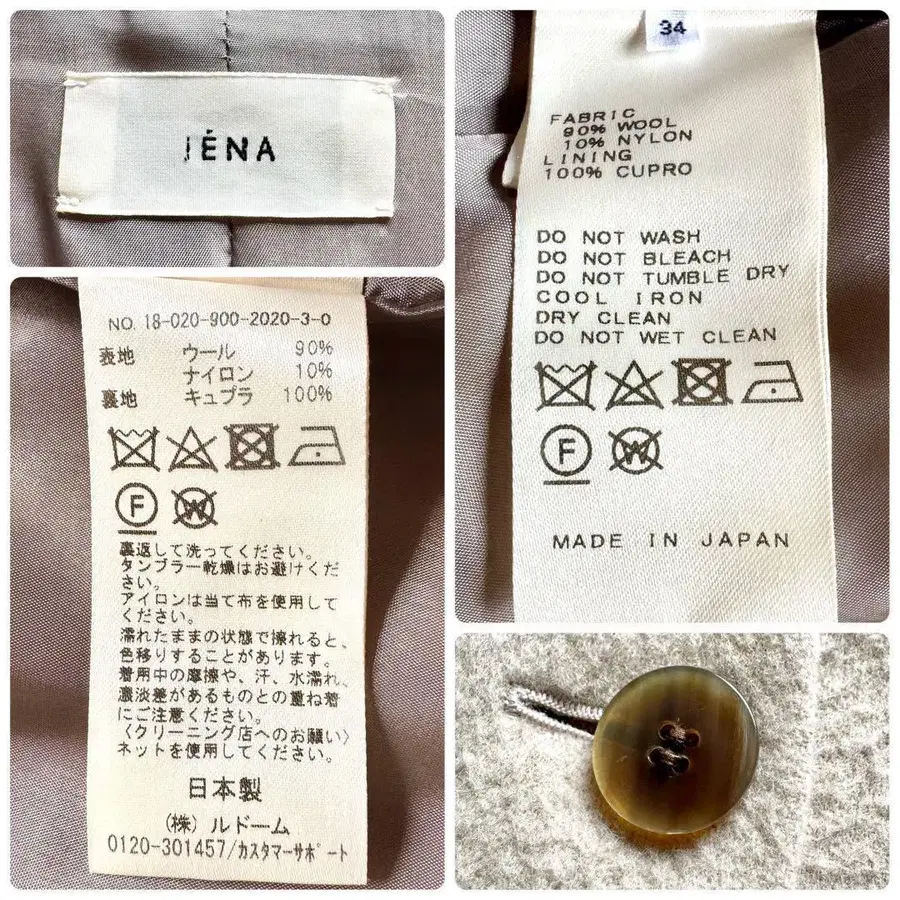 IÉNA
34
FABRIC
90% WOOL
10% NYLON
LINING
100% CUPRO
DO NOT WASH
DO NOT BLEACH
DO NOT TUMBLE DRY
COOL IRON
DRY CLEAN
DO NOT WET CLEAN
F W
MADE IN JAPAN
NO. 18-020-900-2020-3-0
表地 ウール 90%
ナイロン 10%
裏地 キュプラ 100%
F W
裏返して洗ってください。
タンブラー乾燥はお避けくだ
さい。
アイロンは当て布を使用して
ください。
濡れたままの状態で擦れると、
色移りすることがあります。
着用中の摩擦や、汗、水濡れ、
濃淡差があるものとの重ね着
にご注意ください。
〈クリーニング店へのお願い〉
ネットを使用してください。
日本製
(株) ルドーム
0120-301457/カスタマーサポート